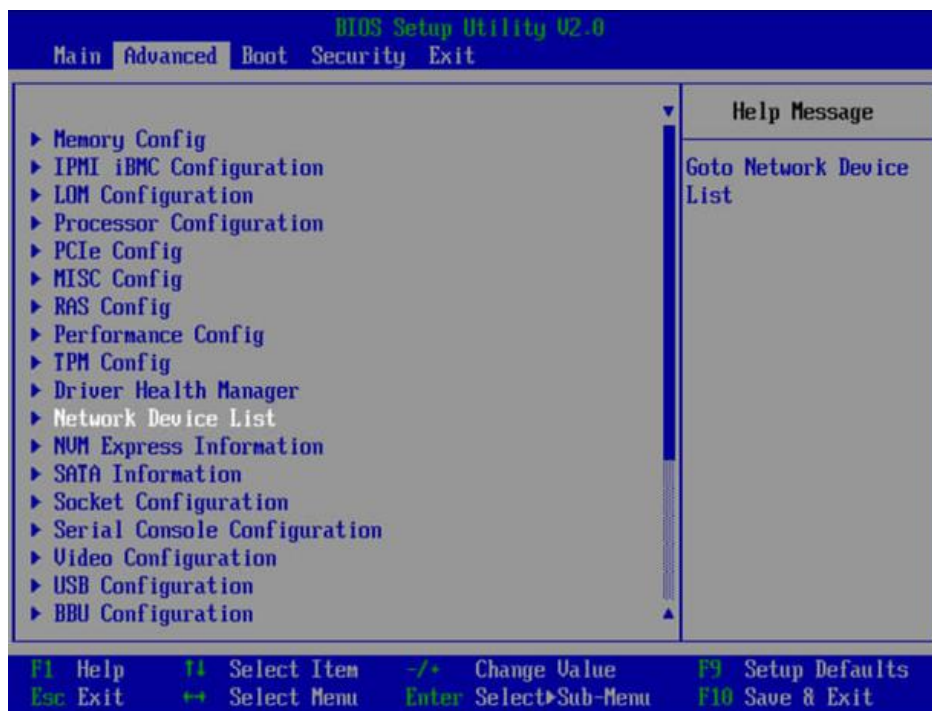 BIOS Setup Utility V2.0
Main Advanced Boot Security Exit
Help Message
▶ Memory Config
▶ IPMI iBMC Configuration
Goto Network Device
▶ LOM Configuration
List
▶ Processor Configuration
▶ PCIe Config
▶ MISC Config
▶ RAS Config
▶ Performance Config
▶ TPM Config
▶ Driver Health Manager
▶ Network Device List
▶ NVM Express Information
▶ SATA Information
▶ Socket Configuration
▶ Serial Console Configuration
▶ Video Configuration
▶ USB Configuration
▶ BBU Configuration
F1 Help ↑↓ Select Item -/+ Change Value F9 Setup Defaults
Esc Exit ↔ Select Menu Enter Select▶Sub-Menu F10 Save & Exit